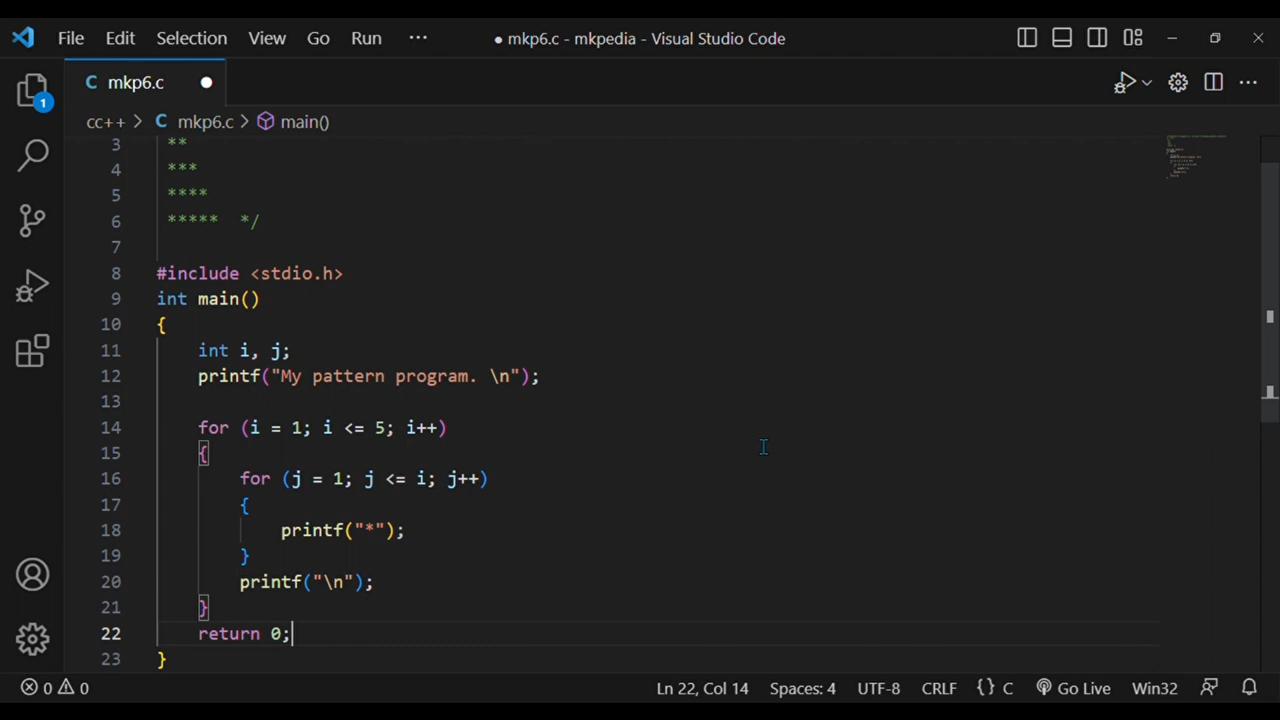 File Edit Selection View Go Run ···
● mkp6.c - mkpedia - Visual Studio Code
1
C mkp6.c ●
cc++ > C mkp6.c > main()
3 **
4 ***
5 ****
6 ***** */
7
8 #include <stdio.h>
9 int main()
10 {
11 int i, j;
12 printf("My pattern program. \n");
13
14 for (i = 1; i <= 5; i++)
15 {
16 for (j = 1; j <= i; j++)
17 {
18 printf("*");
19 }
20 printf("\n");
21 }
22 return 0;
23 }
0 0 Ln 22, Col 14 Spaces: 4 UTF-8 CRLF {} C Go Live Win32